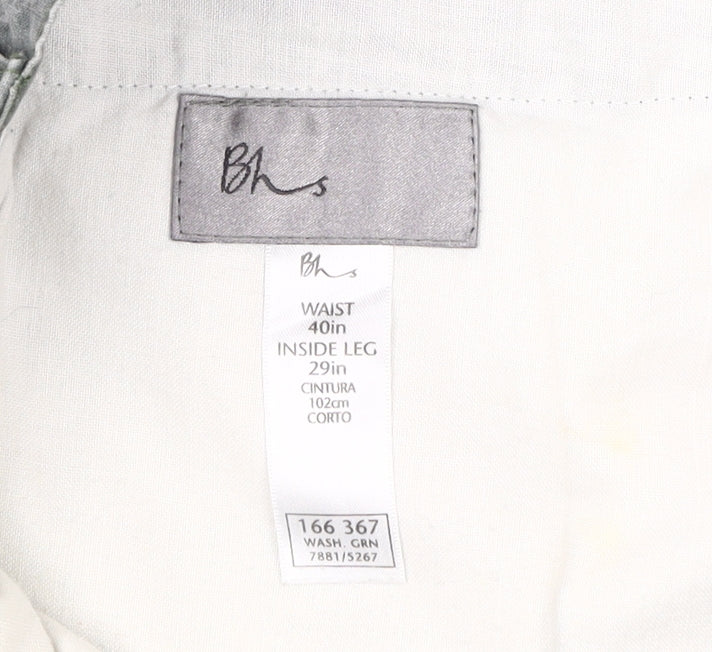 Bhs
Bhs
WAIST
40in
INSIDE LEG
29in
CINTURA
102cm
CORTO
166 367
WASH. GRN
7881/5267